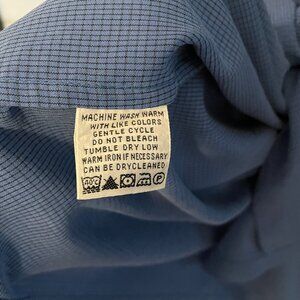 MACHINE WASH WARM
WITH LIKE COLORS
GENTLE CYCLE
DO NOT BLEACH
TUMBLE DRY LOW
WARM IRON IF NECESSARY
CAN BE DRYCLEANED